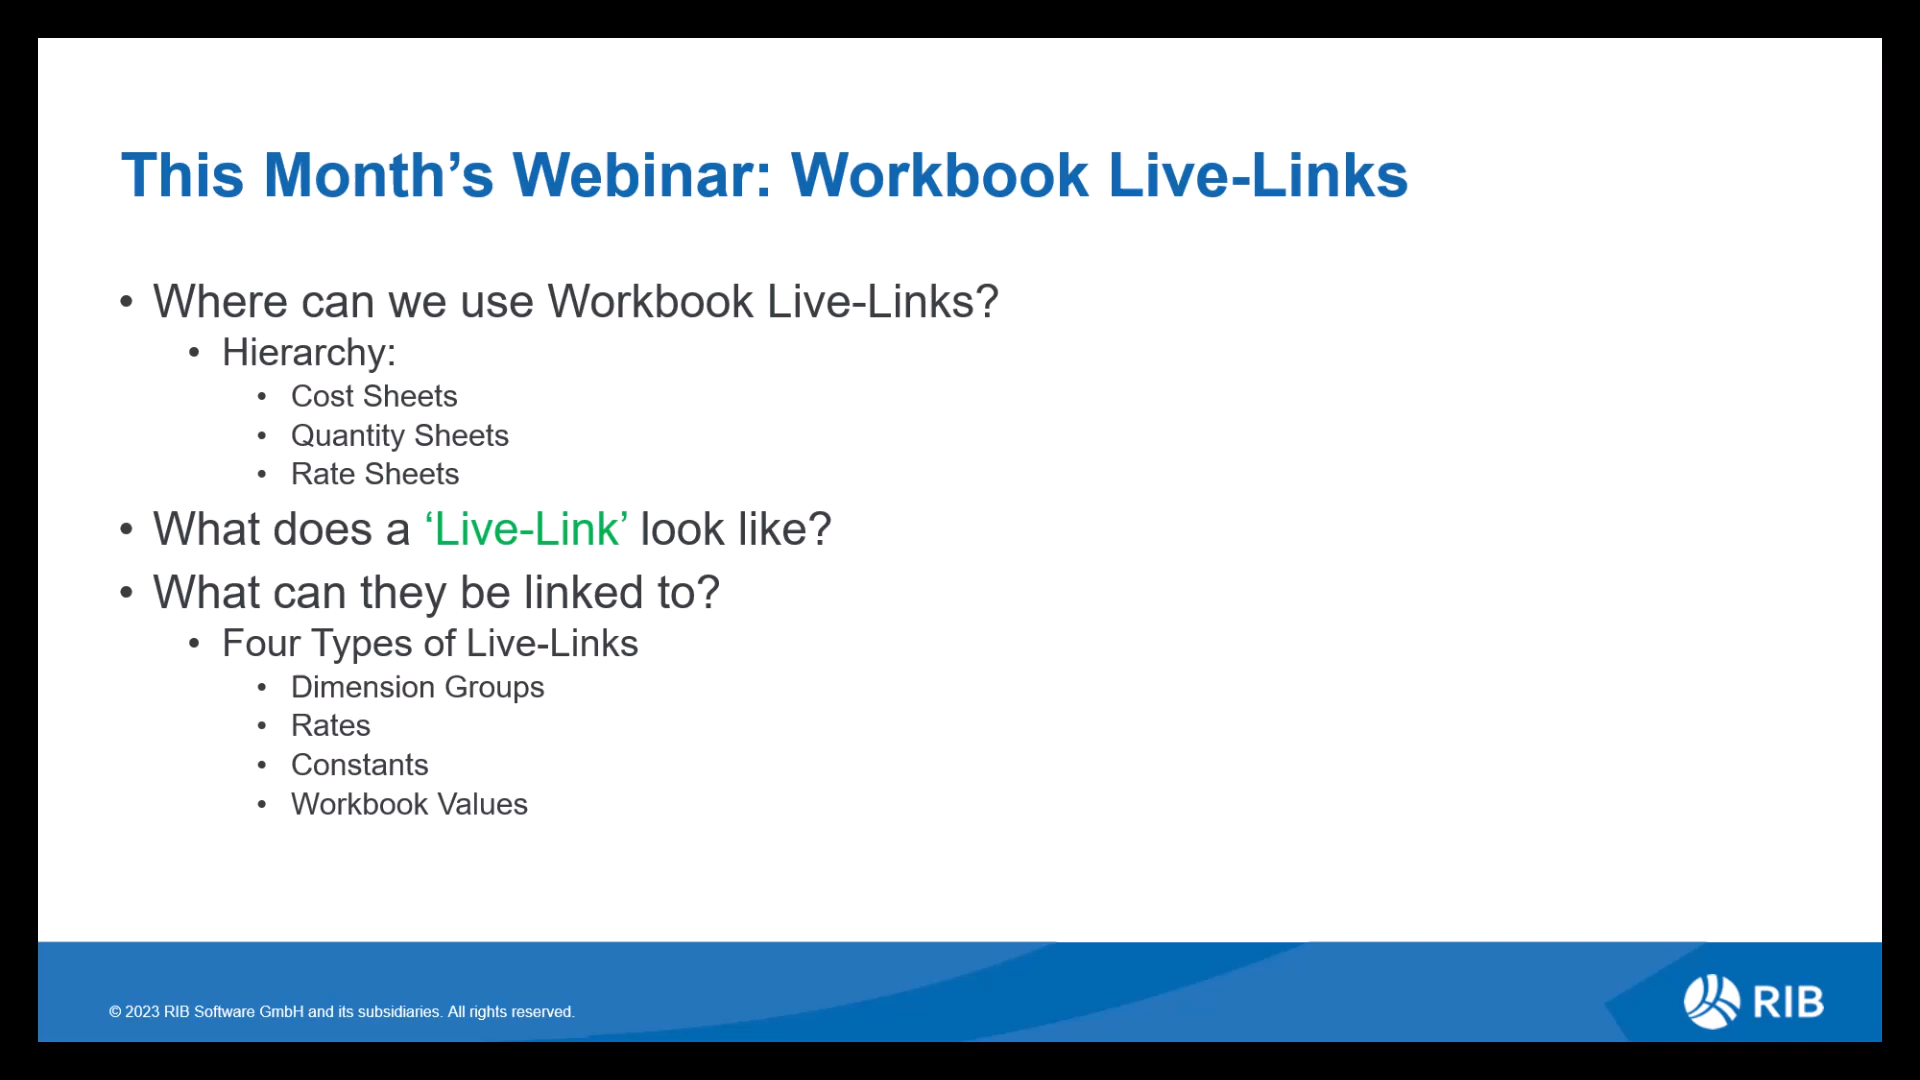 This Month’s Webinar: Workbook Live-Links
• Where can we use Workbook Live-Links?
• Hierarchy:
• Cost Sheets
• Quantity Sheets
• Rate Sheets
• What does a ‘Live-Link’ look like?
• What can they be linked to?
• Four Types of Live-Links
• Dimension Groups
• Rates
• Constants
• Workbook Values
© 2023 RIB Software GmbH and its subsidiaries. All rights reserved.
RIB